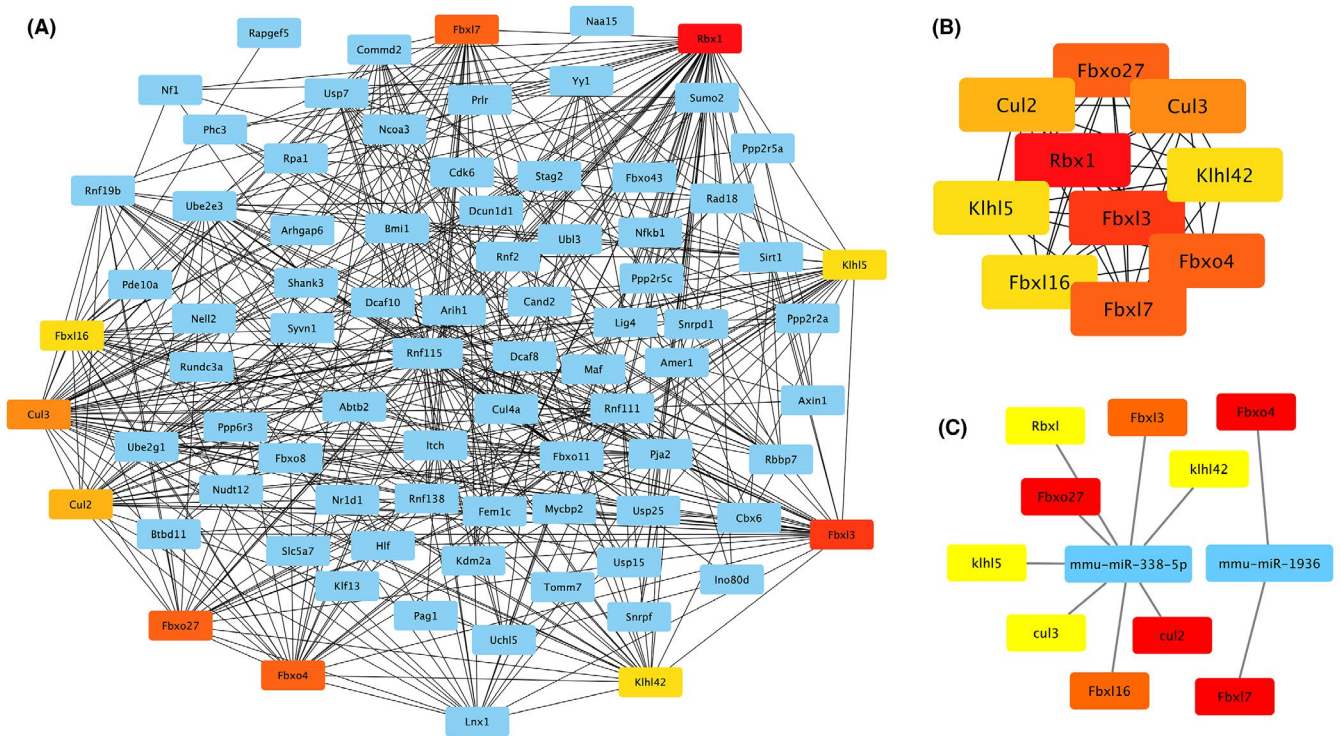 (A)
Fbxl7
Naa15
Rapgef5
Rbx1
Commd2
Nf1
Usp7
Prlr
Yy1
Sumo2
Phc3
Ncoa3
Rpa1
Ppp2r5a
Cdk6
Stag2
Fbxo43
Rnf19b
Ube2e3
Rad18
Dcun1d1
Arhgap6
Bmi1
Ubl3
Nfkb1
Rnf2
Sirt1
Klhl5
Pde10a
Shank3
Ppp2r5c
Dcaf10
Arih1
Cand2
Nell2
Syvn1
Lig4
Snrpd1
Ppp2r2a
Fbxl16
Rnf115
Dcaf8
Rundc3a
Maf
Amer1
Axin1
Cul3
Abtb2
Cul4a
Rnf111
Ppp6r3
Ube2g1
Itch
Fbxo8
Fbxo11
Pja2
Rbbp7
Nudt12
Cul2
Nr1d1
Rnf138
Fem1c
Mycbp2
Usp25
Cbx6
Btbd11
Fbxl3
Slc5a7
Hlf
Kdm2a
Usp15
Klf13
Tomm7
Ino80d
Pag1
Snrpf
Fbxo27
Uchl5
Fbxo4
Klhl42
Lnx1
(B)
Fbxo27
Cul2
Cul3
Rbx1
Klhl42
Klhl5
Fbxl3
Fbxo4
Fbxl16
Fbxl7
(C)
Rbxl
Fbxl3
Fbxo4
klhl42
Fbxo27
klhl5
mmu-miR-338-5p
mmu-miR-1936
cul3
cul2
Fbxl16
Fbxl7